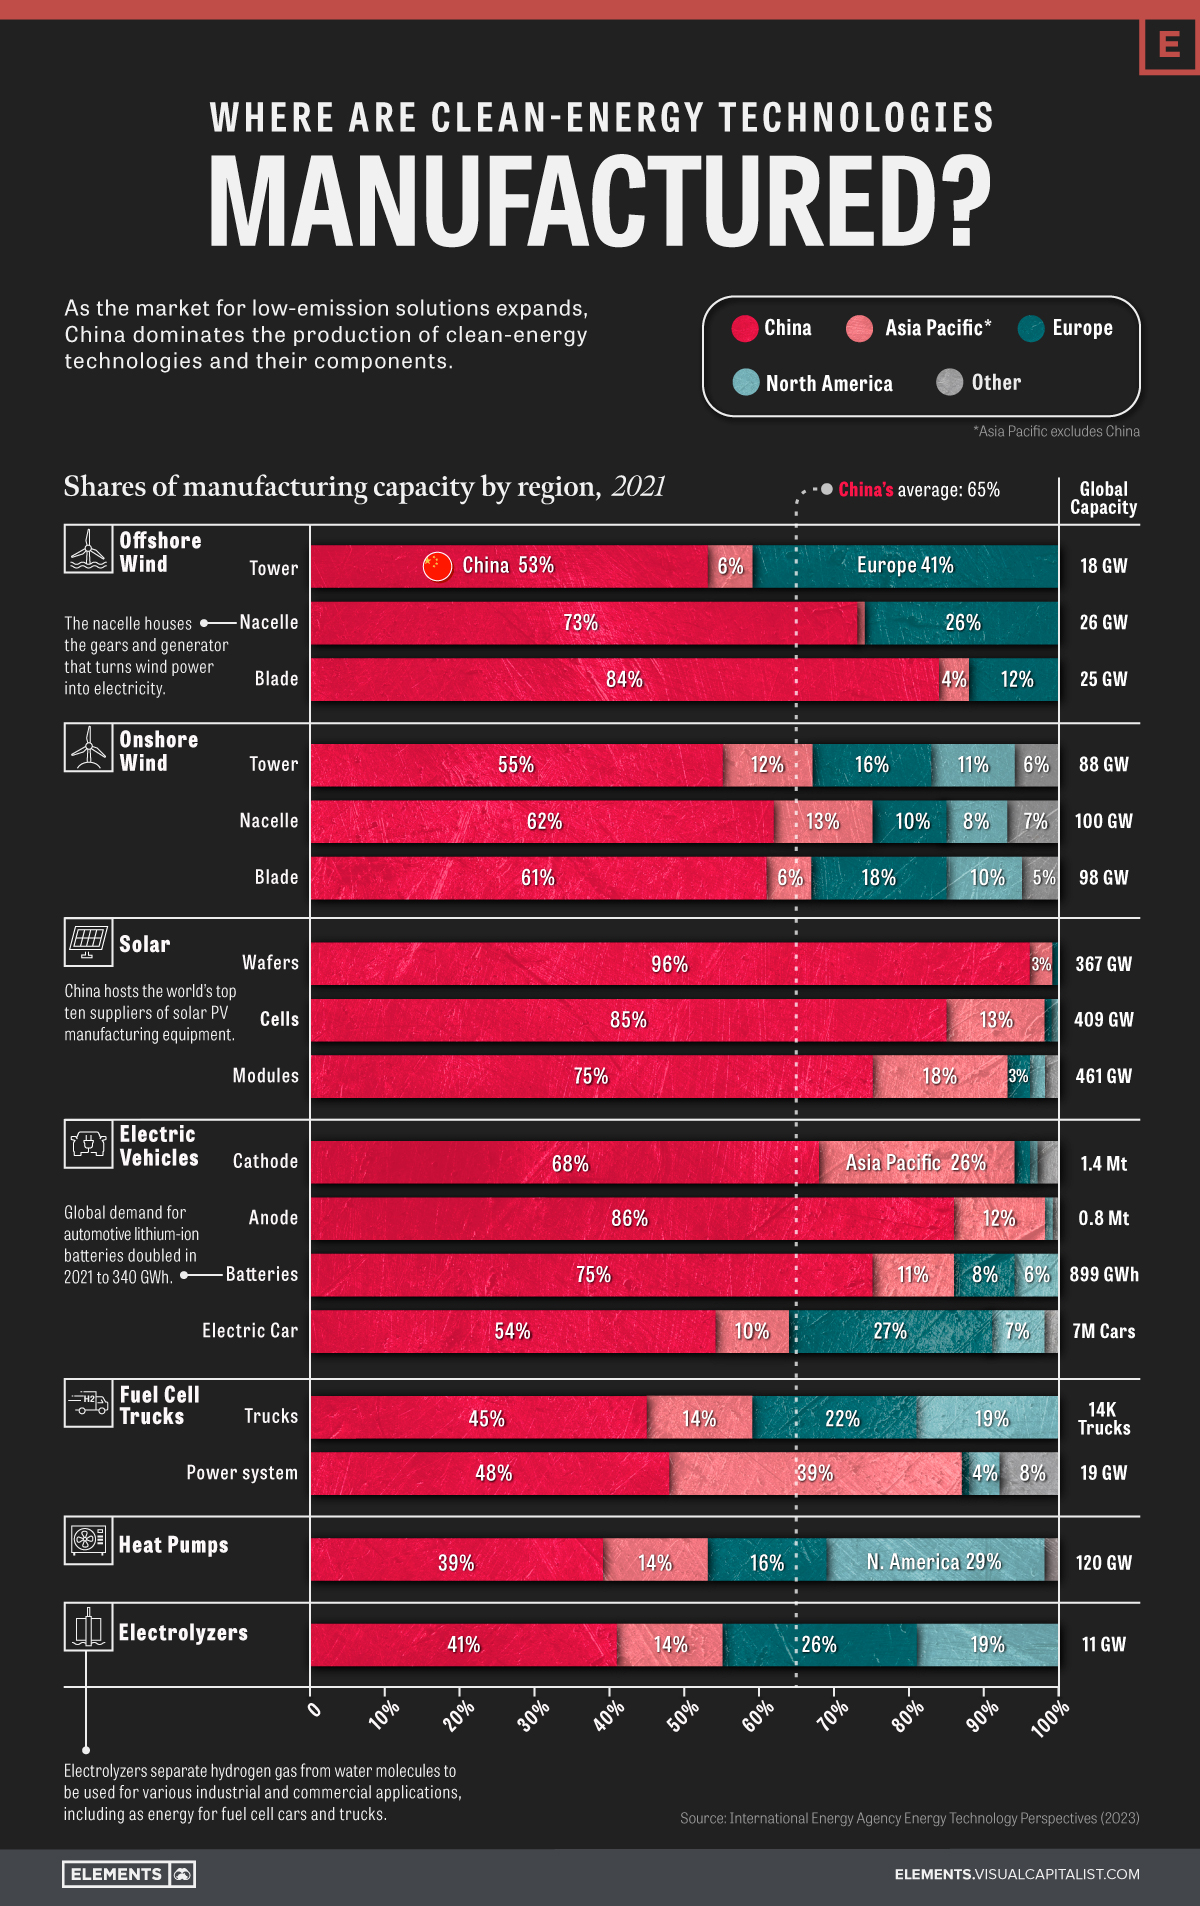 E
WHERE ARE CLEAN-ENERGY TECHNOLOGIES
MANUFACTURED?
As the market for low-emission solutions expands,
China dominates the production of clean-energy
technologies and their components.
China
Asia Pacific*
Europe
North America
Other
*Asia Pacific excludes China
Shares of manufacturing capacity by region, 2021
China's average: 65%
Global
Capacity
Offshore
Wind
Tower
China 53%
6%
Europe 41%
18 GW
The nacelle houses
the gears and generator
that turns wind power
into electricity.
Nacelle
73%
26%
26 GW
Blade
84%
4%
12%
25 GW
Onshore
Wind
Tower
55%
12%
16%
11%
6%
88 GW
Nacelle
62%
13%
10%
8%
7%
100 GW
Blade
61%
6%
18%
10%
5%
98 GW
Solar
China hosts the world's top
ten suppliers of solar PV
manufacturing equipment.
Wafers
96%
3%
367 GW
Cells
85%
13%
409 GW
Modules
75%
18%
3%
461 GW
Electric
Vehicles
Cathode
68%
Asia Pacific 26%
1.4 Mt
Anode
86%
12%
0.8 Mt
Global demand for
automotive lithium-ion
batteries doubled in
2021 to 340 GWh.
Batteries
75%
11%
8%
6%
899 GWh
Electric Car
54%
10%
27%
7%
7M Cars
H2
Fuel Cell
Trucks
Trucks
45%
14%
22%
19%
14K
Trucks
Power system
48%
39%
4%
8%
19 GW
Heat Pumps
39%
14%
16%
N. America 29%
120 GW
Electrolyzers
41%
14%
26%
19%
11 GW
0
10%
20%
30%
40%
50%
60%
70%
80%
90%
100%
Electrolyzers separate hydrogen gas from water molecules to
be used for various industrial and commercial applications,
including as energy for fuel cell cars and trucks.
Source: International Energy Agency Energy Technology Perspectives (2023)
ELEMENTS
ELEMENTS.VISUALCAPITALIST.COM